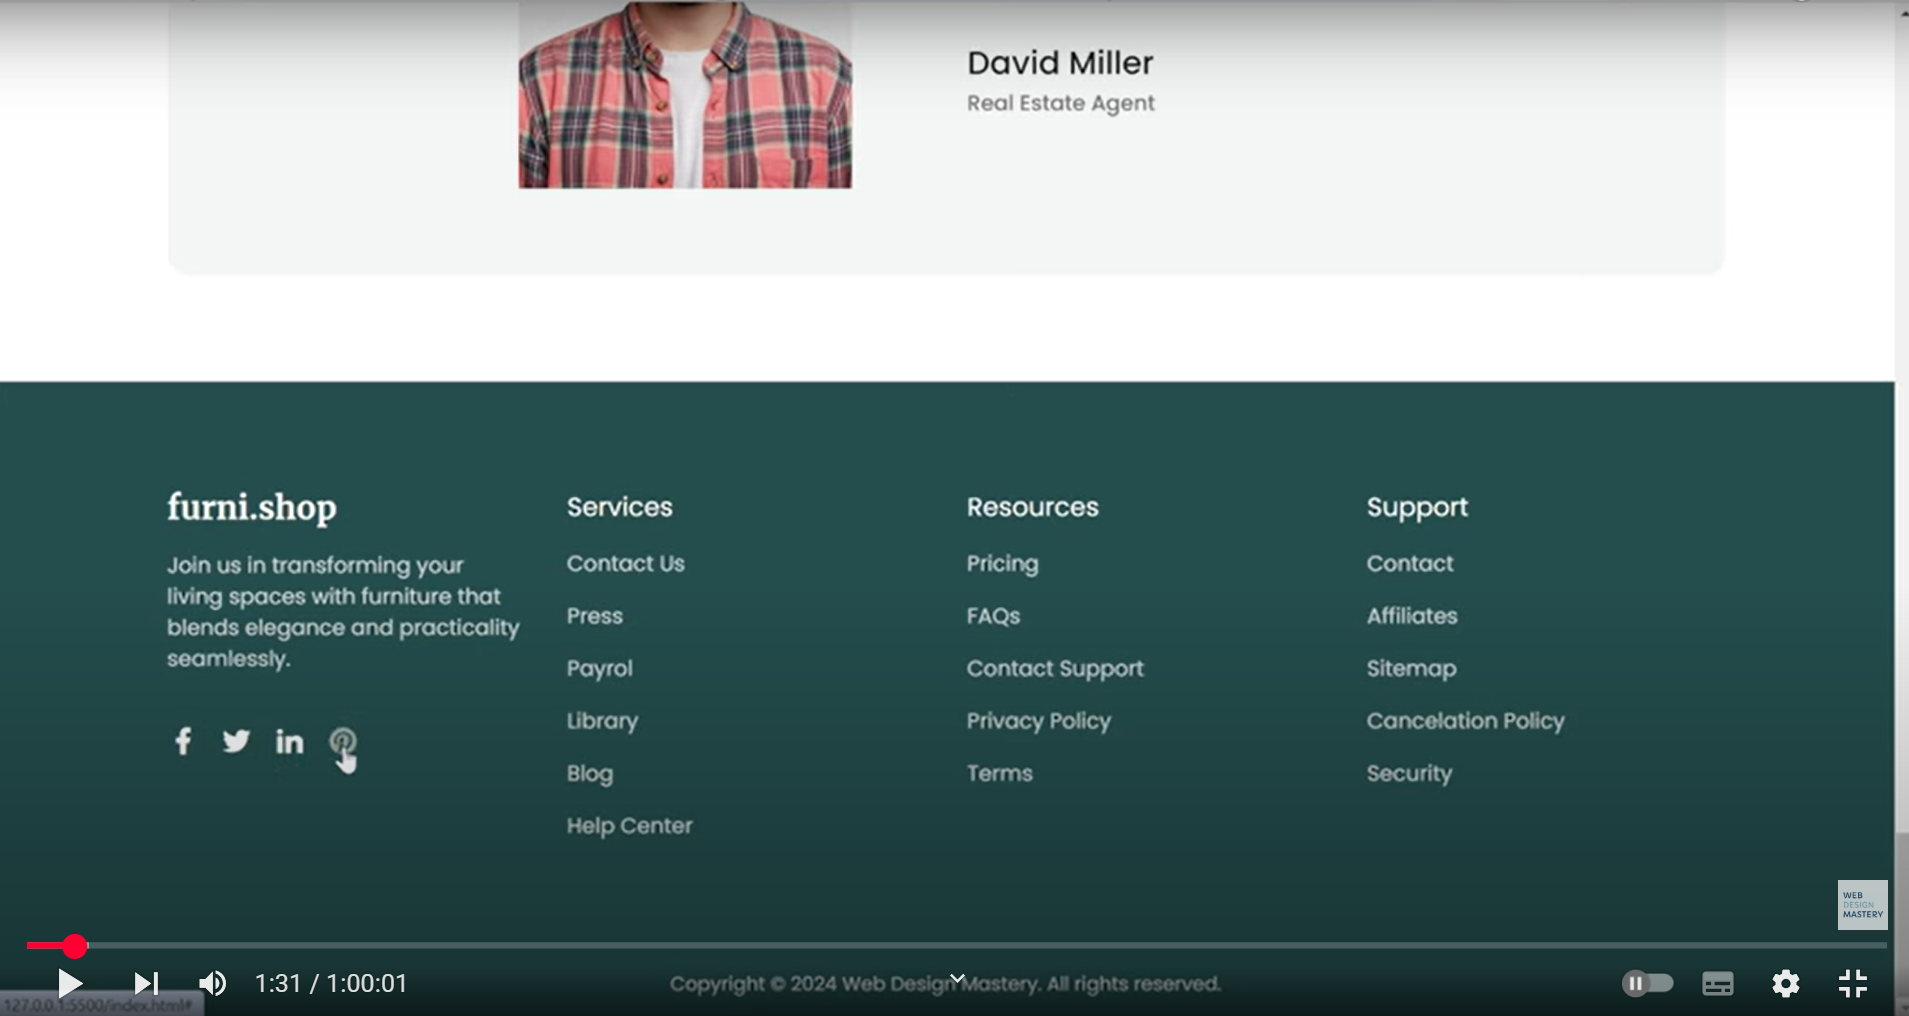 David Miller
Real Estate Agent
furni.shop
Join us in transforming your
living spaces with furniture that
blends elegance and practicality
seamlessly.
Services
Contact Us
Press
Payrol
Library
Blog
Help Center
Resources
Pricing
FAQs
Contact Support
Privacy Policy
Terms
Support
Contact
Affiliates
Sitemap
Cancelation Policy
Security
WEB
DESIGN
MASTERY
1:31 / 1:00:01
Copyright © 2024 Web Design Mastery. All rights reserved.
127.0.0.1:5500/index.html#